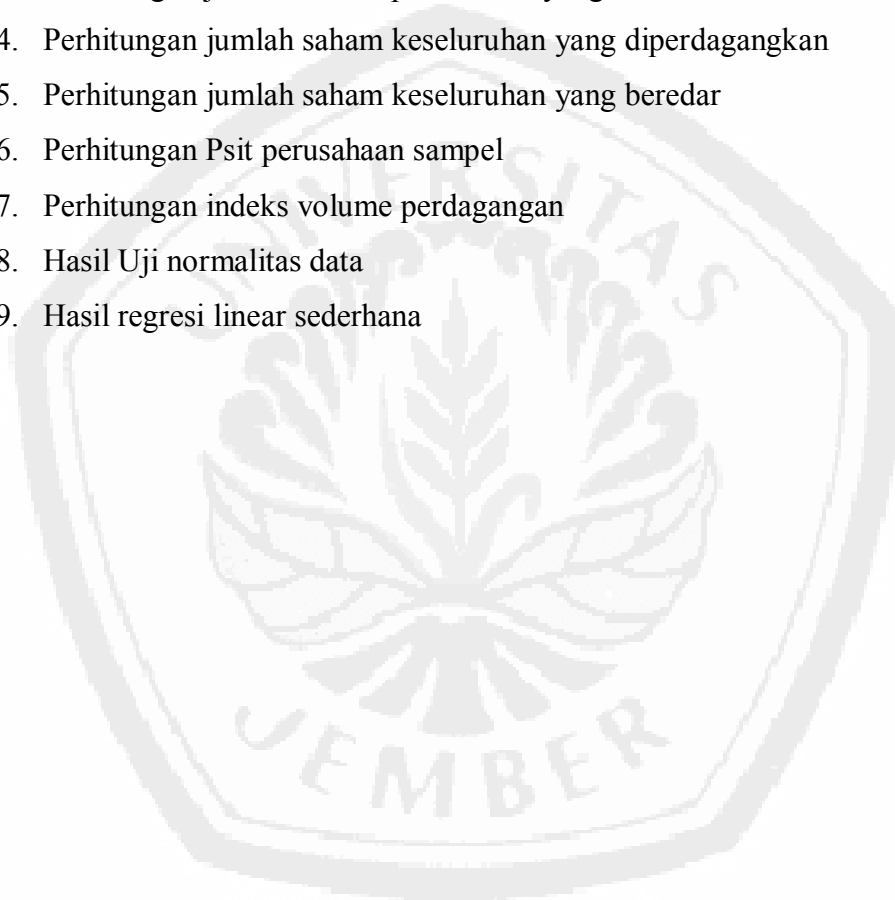 4. Perhitungan jumlah saham keseluruhan yang diperdagangkan
5. Perhitungan jumlah saham keseluruhan yang beredar
6. Perhitungan Psit perusahaan sampel
7. Perhitungan indeks volume perdagangan
8. Hasil Uji normalitas data
9. Hasil regresi linear sederhana
UNIVERSITAS
JEMBER